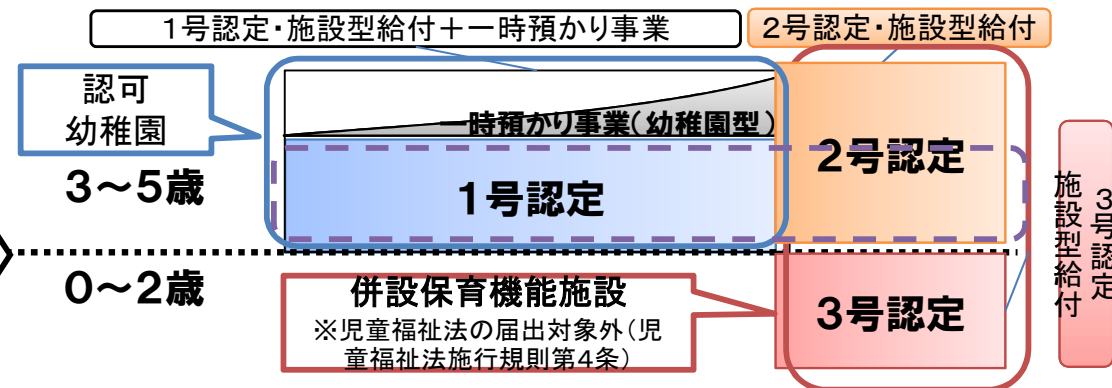 1号認定・施設型給付＋一時預かり事業
2号認定・施設型給付
認可
幼稚園
一時預かり事業(幼稚園型)
2号認定
3～5歳
1号認定
3号認定
施設型給付
0～2歳
併設保育機能施設
※児童福祉法の届出対象外(児
童福祉法施行規則第4条)
3号認定